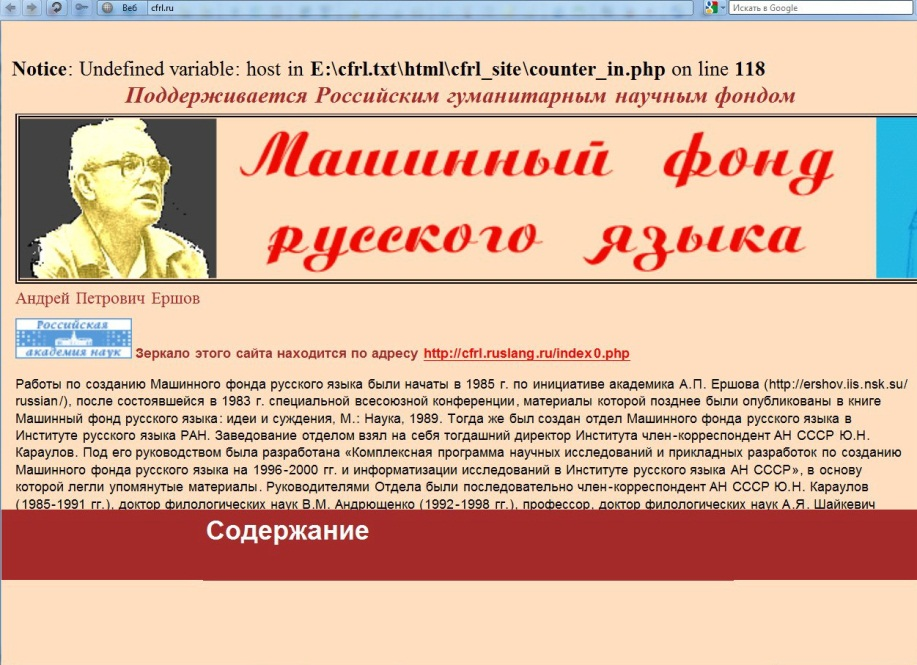 Веб cfrl.ru Искать в Google
Notice: Undefined variable: host in E:\cfrl.txt\html\cfrl_site\counter_in.php on line 118
Поддерживается Российским гуманитарным научным фондом
Машинный фонд
русского языка
Андрей Петрович Ершов
Российская
академия наук
Зеркало этого сайта находится по адресу http://cfrl.ruslang.ru/index0.php
Работы по созданию Машинного фонда русского языка были начаты в 1985 г. по инициативе академика А.П. Ершова (http://ershov.iis.nsk.su/
russian/), после состоявшейся в 1983 г. специальной всесоюзной конференции, материалы которой позднее были опубликованы в книге
Машинный фонд русского языка: идеи и суждения, М.: Наука, 1989. Тогда же был создан отдел Машинного фонда русского языка в
Институте русского языка РАН. Заведование отделом взял на себя тогдашний директор Института член-корреспондент АН СССР Ю.Н.
Караулов. Под его руководством была разработана «Комплексная программа научных исследований и прикладных разработок по созданию
Машинного фонда русского языка на 1996-2000 гг. и информатизации исследований в Институте русского языка АН СССР», в основу
которой легли упомянутые материалы. Руководителями Отдела были последовательно член-корреспондент АН СССР Ю.Н. Караулов
(1985-1991 гг.), доктор филологических наук В.М. Андрющенко (1992-1998 гг.), профессор, доктор филологических наук А.Я. Шайкевич
Содержание